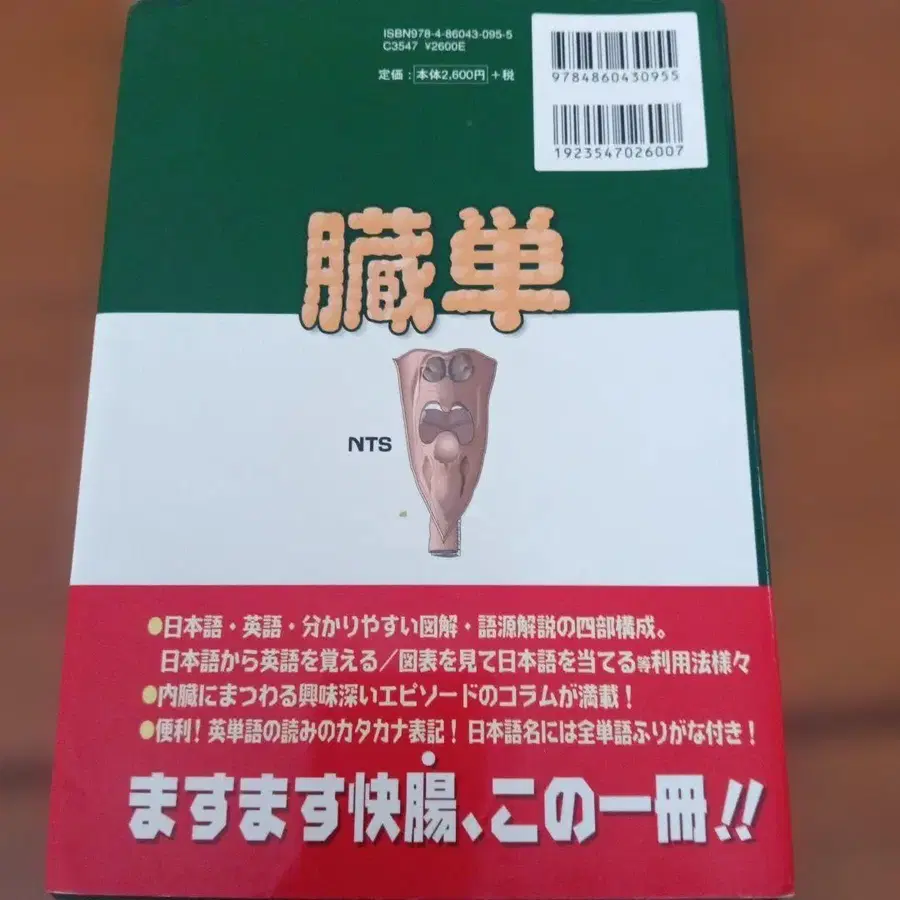 ISBN978-4-86043-095-5
C3547 ¥2600E
定価：本体2,600円＋税
9784860430955
1923547026007
臓単
NTS
●日本語・英語・分かりやすい図解・語源解説の四部構成。
日本語から英語を覚える／図表を見て日本語を当てる等利用法様々
●内臓にまつわる興味深いエピソードのコラムが満載！
●便利！英単語の読みのカタカナ表記！日本語名には全単語ふりがな付き！
ますます快腸、この一冊!!